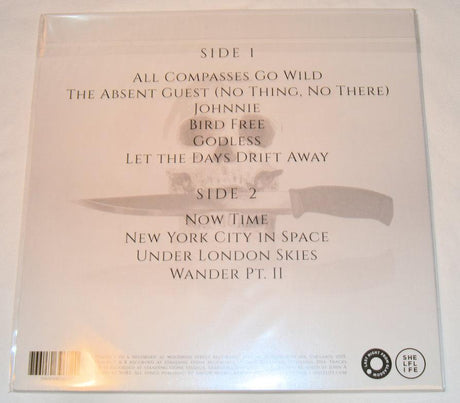 SIDE 1
ALL COMPASSES GO WILD
THE ABSENT GUEST (NO THING, NO THERE)
JOHNNIE
BIRD FREE
GODLESS
LET THE DAYS DRIFT AWAY
SIDE 2
NOW TIME
NEW YORK CITY IN SPACE
UNDER LONDON SKIES
WANDER PT. II
SHE
LFL
IFE